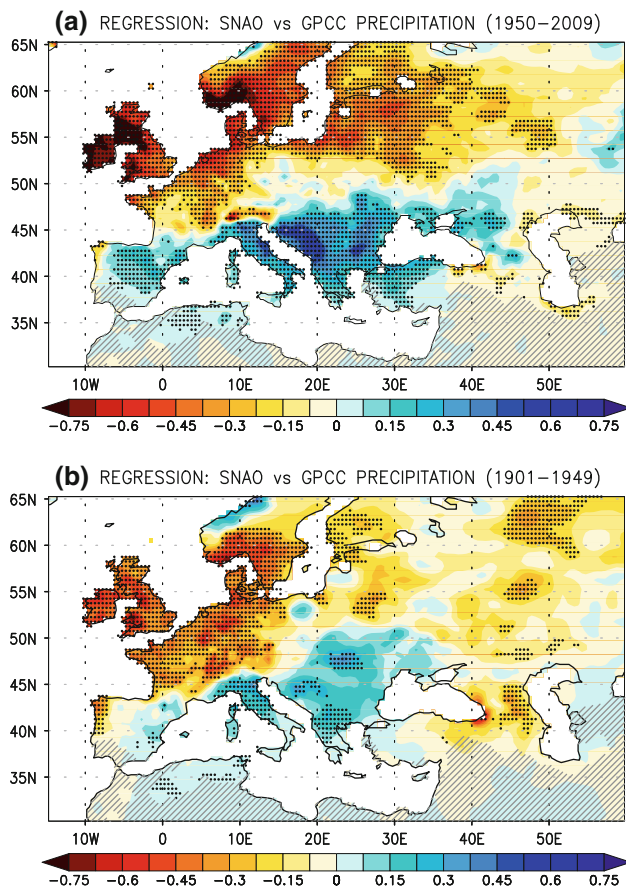 (a) REGRESSION: SNAO vs GPCC PRECIPITATION (1950−2009)
65N
60N
55N
50N
45N
40N
35N
10W 0 10E 20E 30E 40E 50E
−0.75 −0.6 −0.45 −0.3 −0.15 0 0.15 0.3 0.45 0.6 0.75
(b) REGRESSION: SNAO vs GPCC PRECIPITATION (1901−1949)
65N
60N
55N
50N
45N
40N
35N
10W 0 10E 20E 30E 40E 50E
−0.75 −0.6 −0.45 −0.3 −0.15 0 0.15 0.3 0.45 0.6 0.75